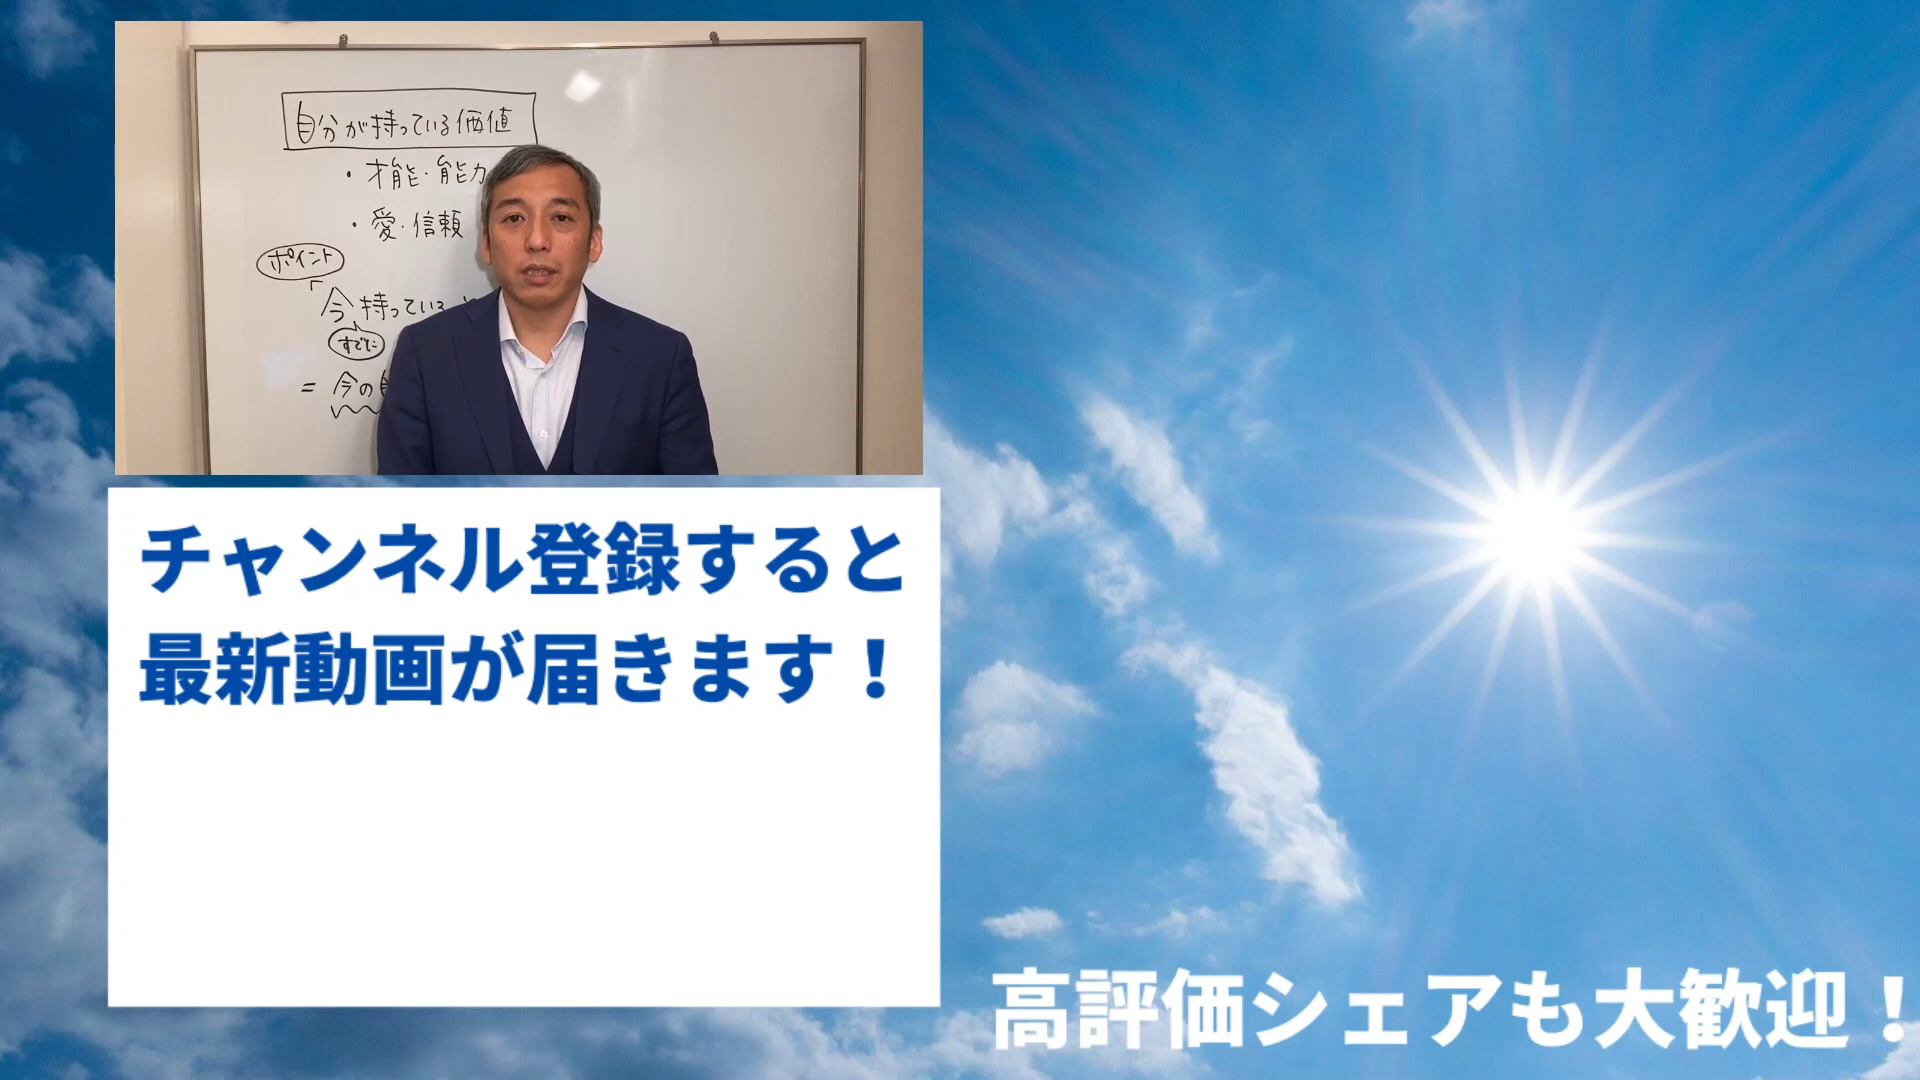 自分が持っている価値
・才能・能力
・愛・信頼
ポイント
今持っている
すでに
= 今の
チャンネル登録すると
最新動画が届きます！
高評価シェアも大歓迎！